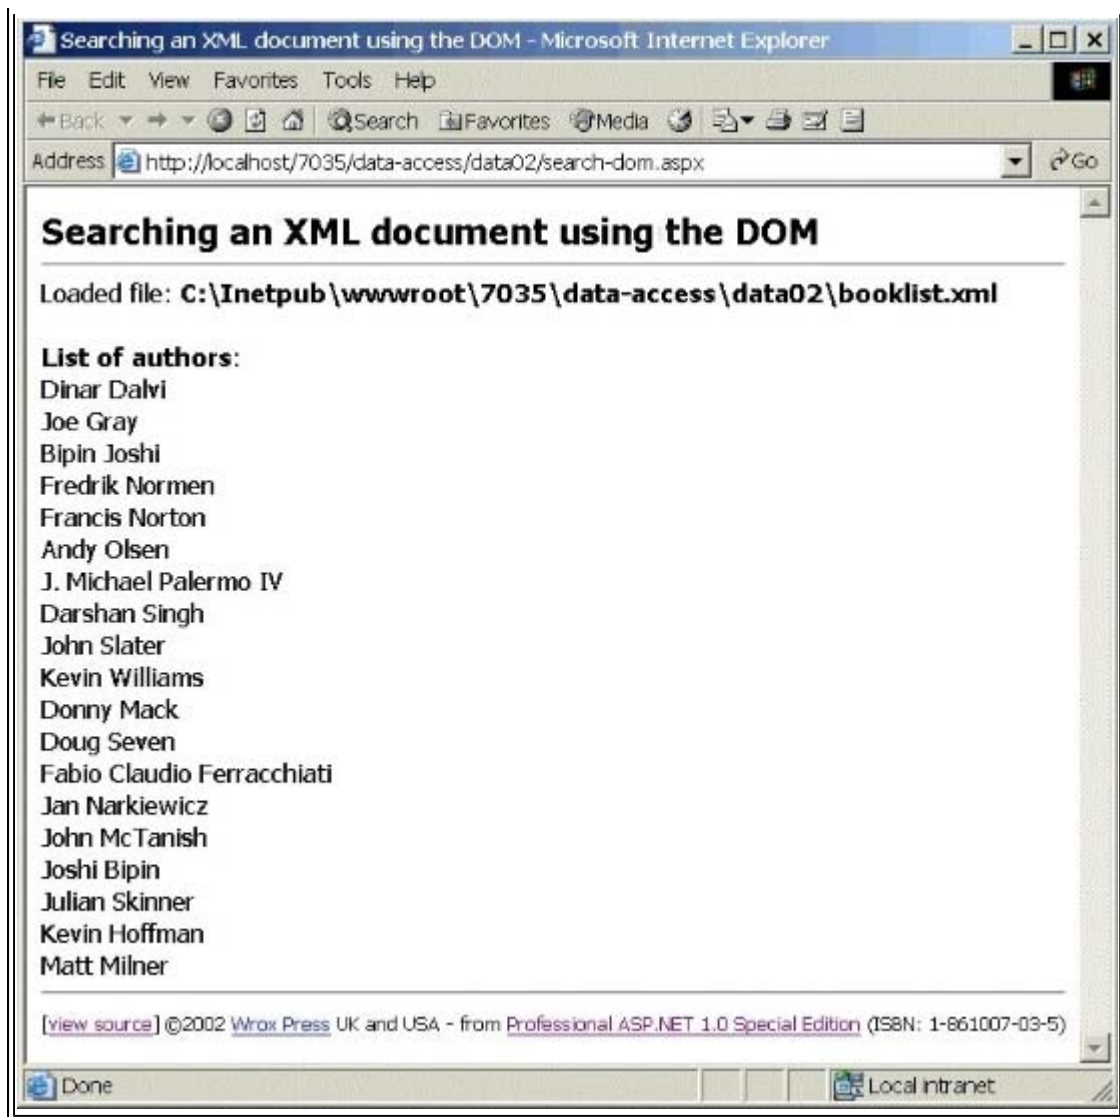 Searching an XML document using the DOM - Microsoft Internet Explorer
File Edit View Favorites Tools Help
Back Search Favorites Media
Address http://localhost/7035/data-access/data02/search-dom.aspx Go
Searching an XML document using the DOM
Loaded file: C:\Inetpub\wwwroot\7035\data-access\data02\booklist.xml
List of authors:
Dinar Dalvi
Joe Gray
Bipin Joshi
Fredrik Normen
Francis Norton
Andy Olsen
J. Michael Palermo IV
Darshan Singh
John Slater
Kevin Williams
Donny Mack
Doug Seven
Fabio Claudio Ferracchiati
Jan Narkiewicz
John McTanish
Joshi Bipin
Julian Skinner
Kevin Hoffman
Matt Milner
[view source] ©2002 Wrox Press UK and USA - from Professional ASP.NET 1.0 Special Edition (ISBN: 1-861007-03-5)
Done Local intranet